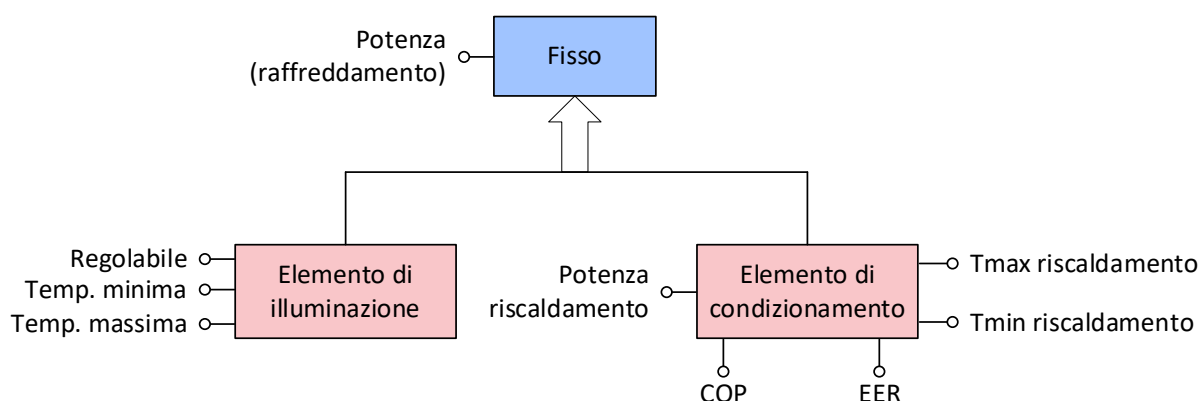 Potenza
(raffreddamento)
Fisso
Regolabile
Temp. minima
Temp. massima
Elemento di
illuminazione
Potenza
riscaldamento
Elemento di
condizionamento
Tmax riscaldamento
Tmin riscaldamento
COP
EER